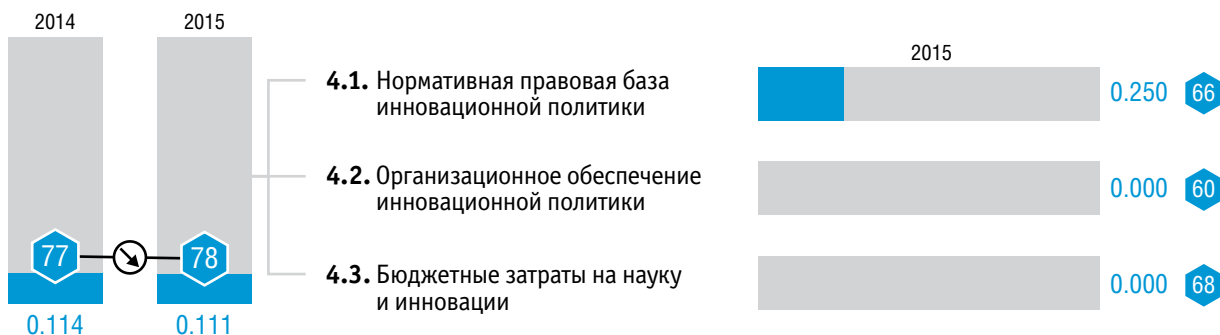 2014 2015
2015
4.1. Нормативная правовая база
инновационной политики
0.250 66
4.2. Организационное обеспечение
инновационной политики
0.000 60
77 78
4.3. Бюджетные затраты на науку
и инновации
0.000 68
0.114 0.111